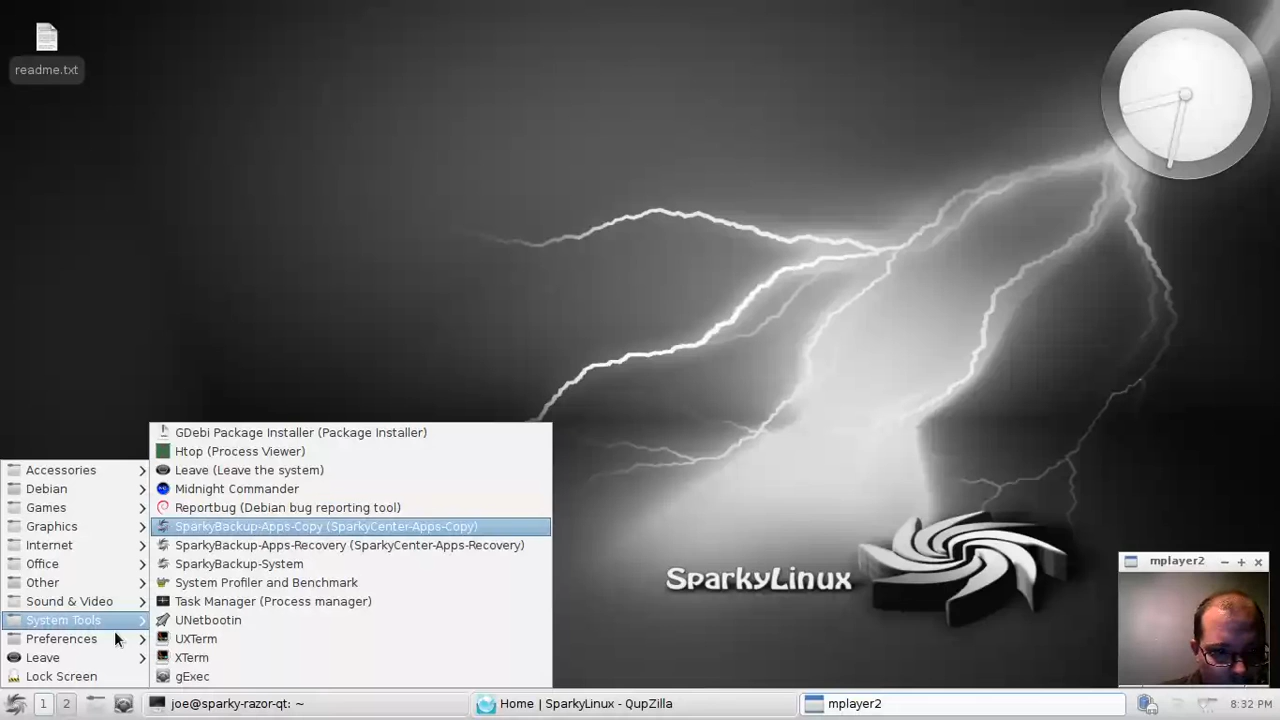 readme.txt
SparkyLinux
GDebi Package Installer (Package Installer)
Htop (Process Viewer)
Leave (Leave the system)
Midnight Commander
Reportbug (Debian bug reporting tool)
SparkyBackup-Apps-Copy (SparkyCenter-Apps-Copy)
SparkyBackup-Apps-Recovery (SparkyCenter-Apps-Recovery)
SparkyBackup-System
System Profiler and Benchmark
Task Manager (Process manager)
UNetbootin
UXTerm
XTerm
gExec
Accessories
Debian
Games
Graphics
Internet
Office
Other
Sound & Video
System Tools
Preferences
Leave
Lock Screen
mplayer2
1
2
joe@sparky-razor-qt: ~
Home | SparkyLinux - QupZilla
mplayer2
8:32 PM